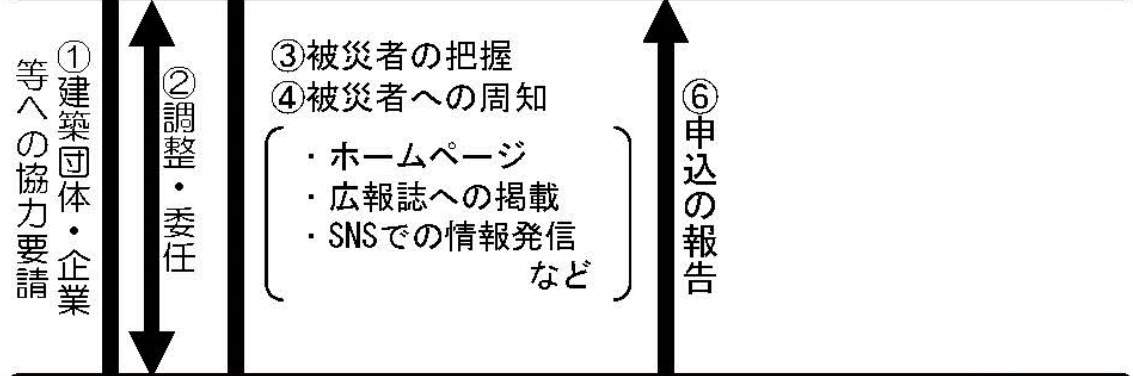 ①建築団体・企業
等への協力要請
②調整・委任
③被災者の把握
④被災者への周知
・ホームページ
・広報誌への掲載
・SNSでの情報発信
など
⑥申込の報告